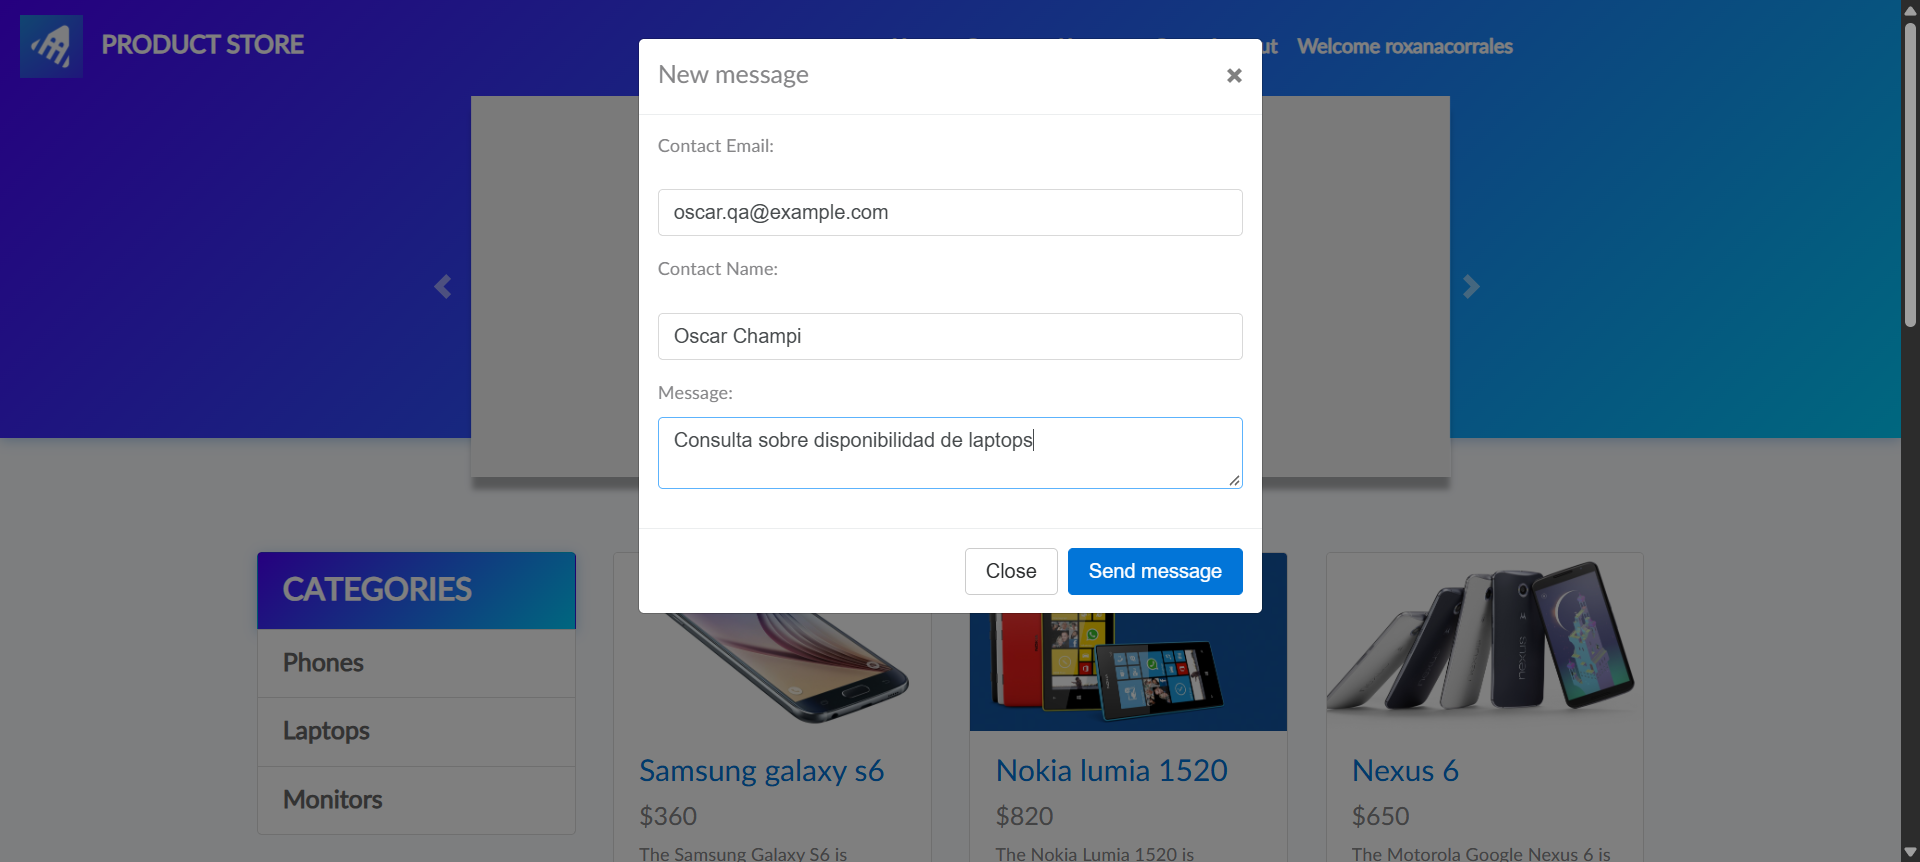 PRODUCT STORE
Welcome roxanacorrales
New message
Contact Email:
oscar.qa@example.com
Contact Name:
Oscar Champi
Message:
Consulta sobre disponibilidad de laptops
Close
Send message
CATEGORIES
Phones
Laptops
Monitors
Samsung galaxy s6
$360
The Samsung Galaxy S6 is
Nokia lumia 1520
$820
The Nokia Lumia 1520 is
Nexus 6
$650
The Motorola Google Nexus 6 is